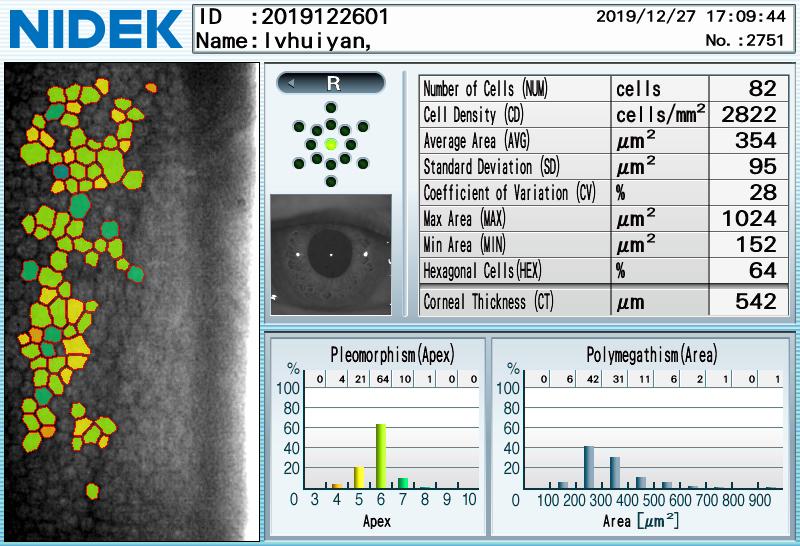 NIDEK
ID :2019122601
2019/12/27 17:09:44
Name:lvhuiyan,
No. :2751
R
Number of Cells (NUM) cells 82
Cell Density (CD) cells/mm² 2822
Average Area (AVG) µm² 354
Standard Deviation (SD) µm² 95
Coefficient of Variation (CV) % 28
Max Area (MAX) µm² 1024
Min Area (MIN) µm² 152
Hexagonal Cells(HEX) % 64
Corneal Thickness (CT) µm 542
Pleomorphism(Apex)
%
0 4 21 64 10 1 0 0
100
80
60
40
20
0 3 4 5 6 7 8 9 10
Apex
Polymegathism(Area)
%
0 6 42 31 11 6 2 1 0 1
100
80
60
40
20
0 100 200 300 400 500 600 700 800 900
Area [µm²]